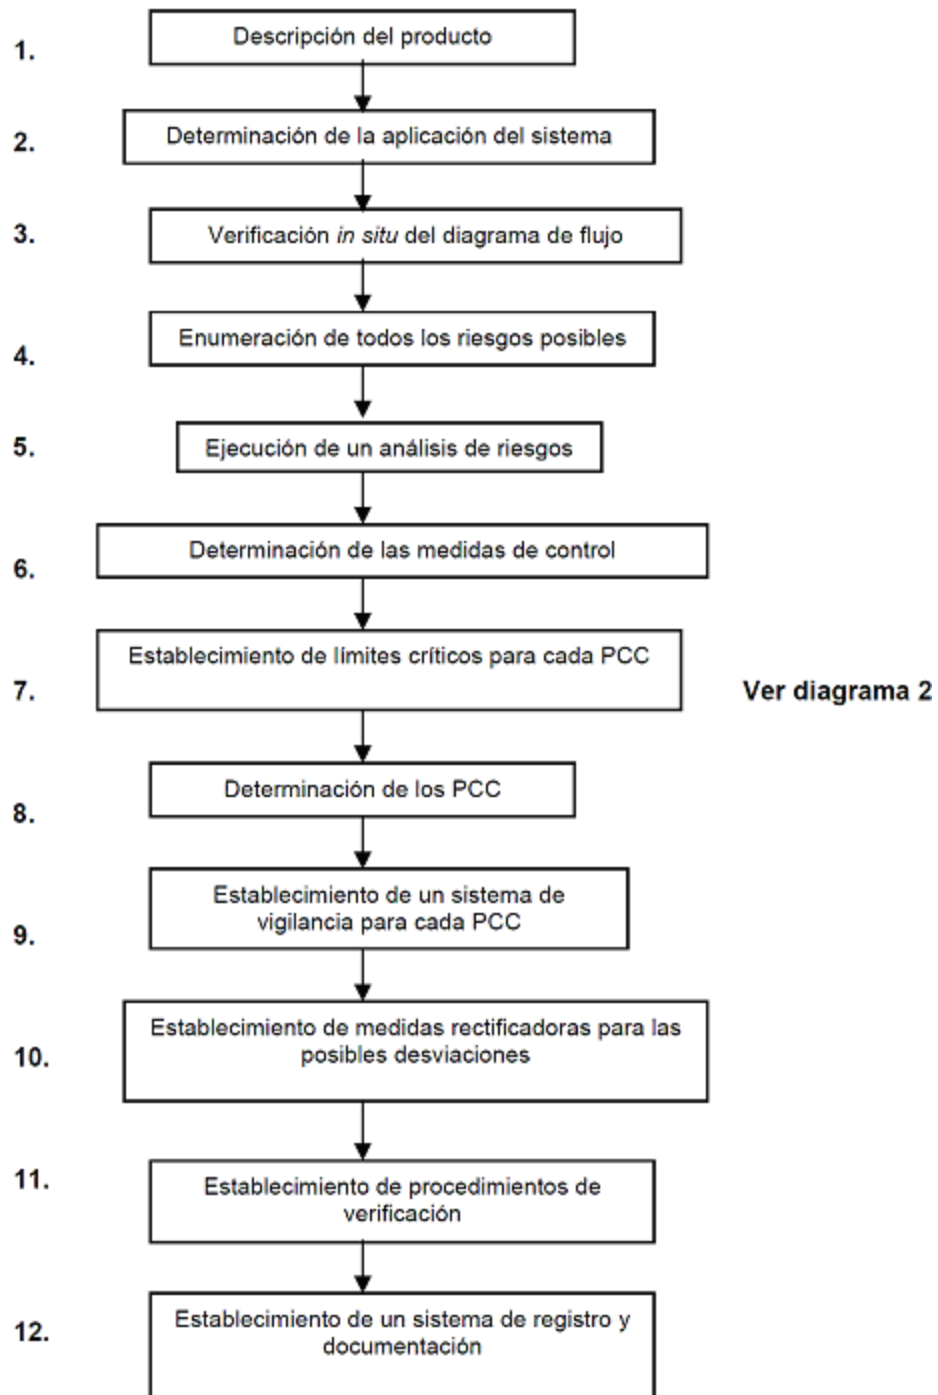 1.
Descripción del producto
2.
Determinación de la aplicación del sistema
3.
Verificación in situ del diagrama de flujo
4.
Enumeración de todos los riesgos posibles
5.
Ejecución de un análisis de riesgos
6.
Determinación de las medidas de control
7.
Establecimiento de límites críticos para cada PCC
Ver diagrama 2
8.
Determinación de los PCC
9.
Establecimiento de un sistema de
vigilancia para cada PCC
10.
Establecimiento de medidas rectificadoras para las
posibles desviaciones
11.
Establecimiento de procedimientos de
verificación
12.
Establecimiento de un sistema de registro y
documentación